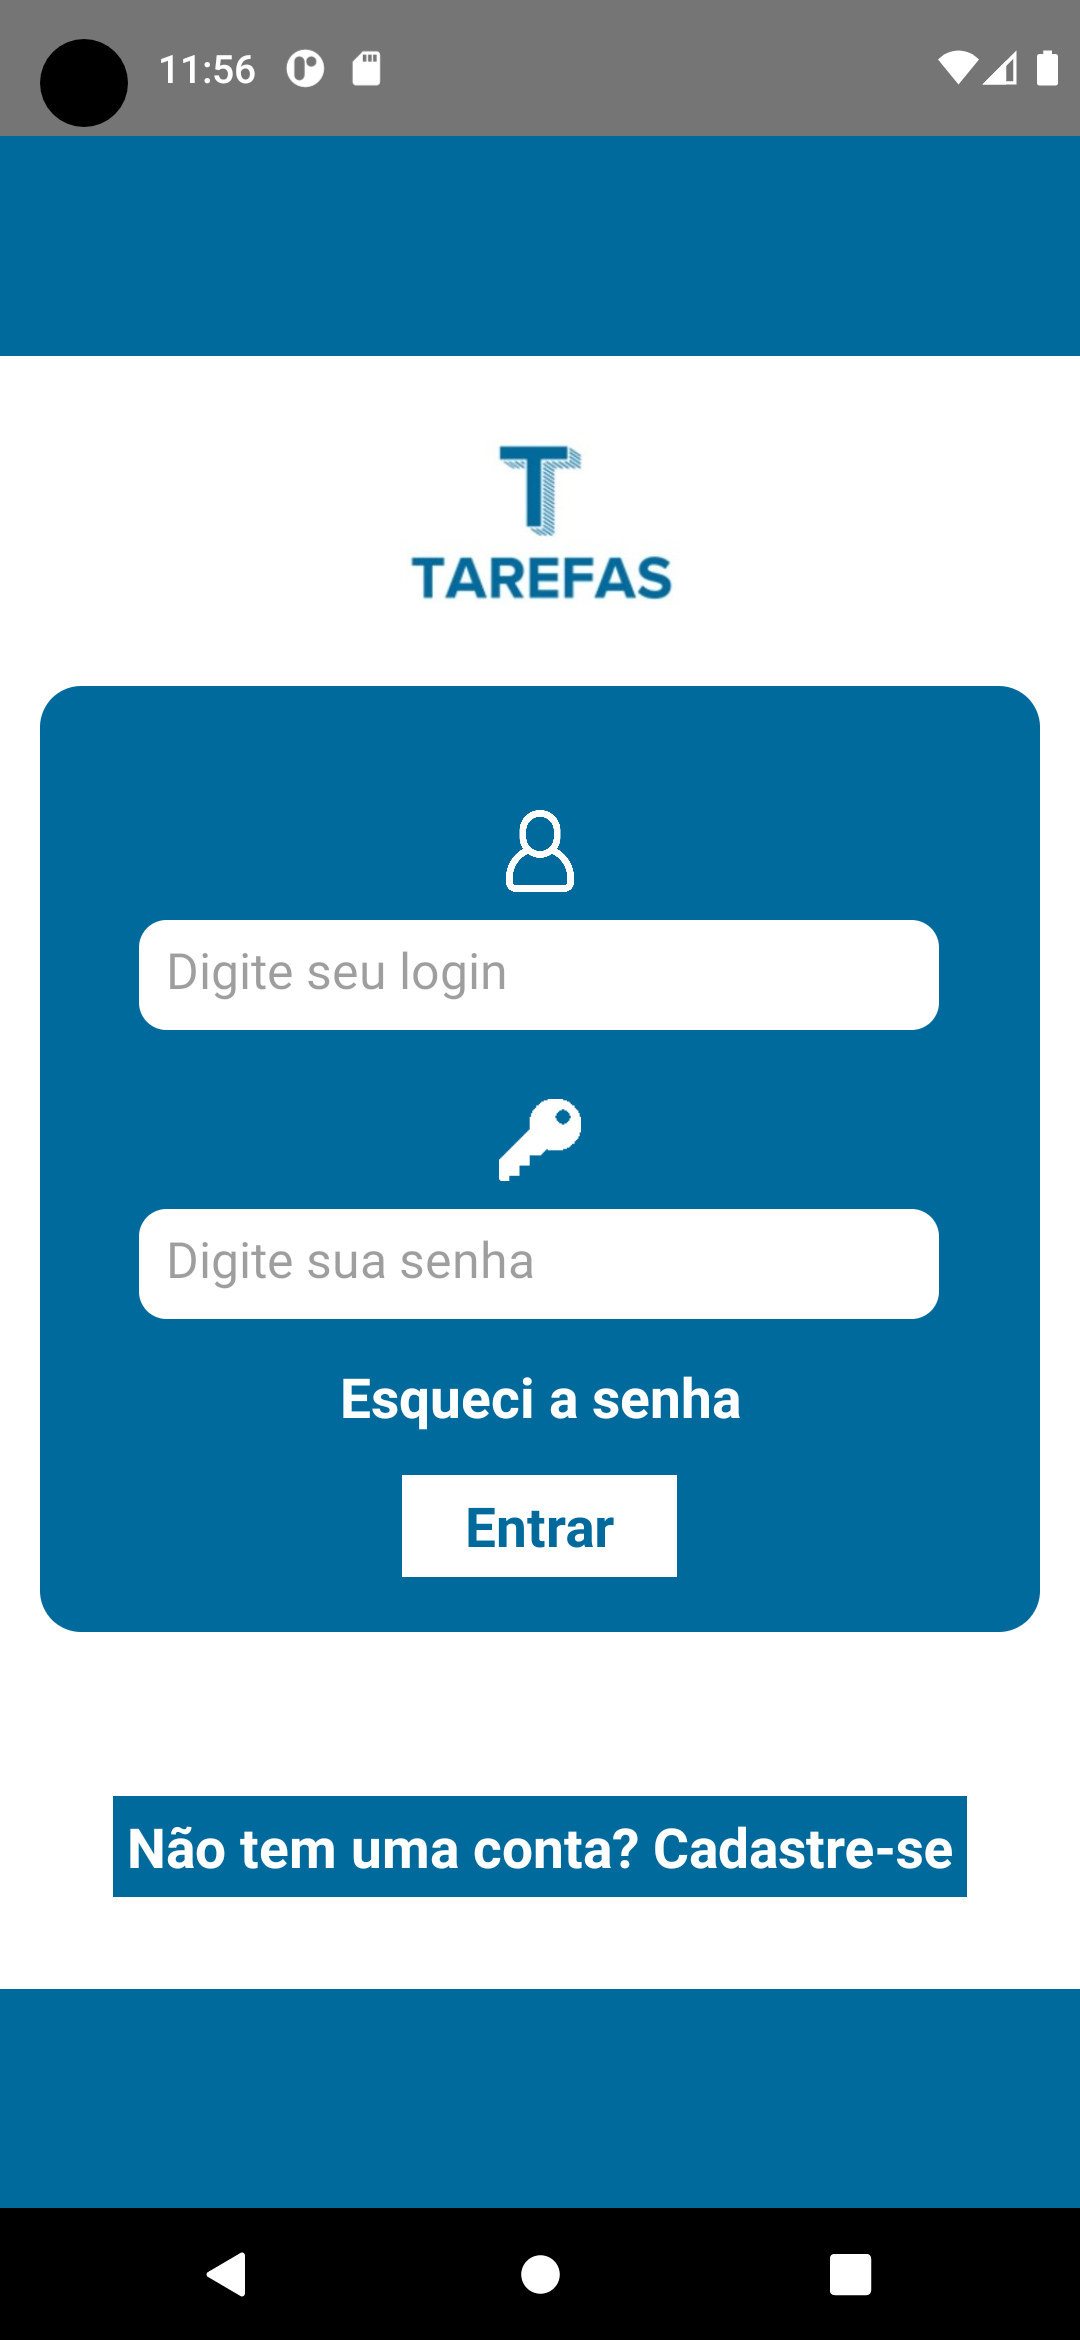 11:56
T
TAREFAS
Digite seu login
Digite sua senha
Esqueci a senha
Entrar
Não tem uma conta? Cadastre-se